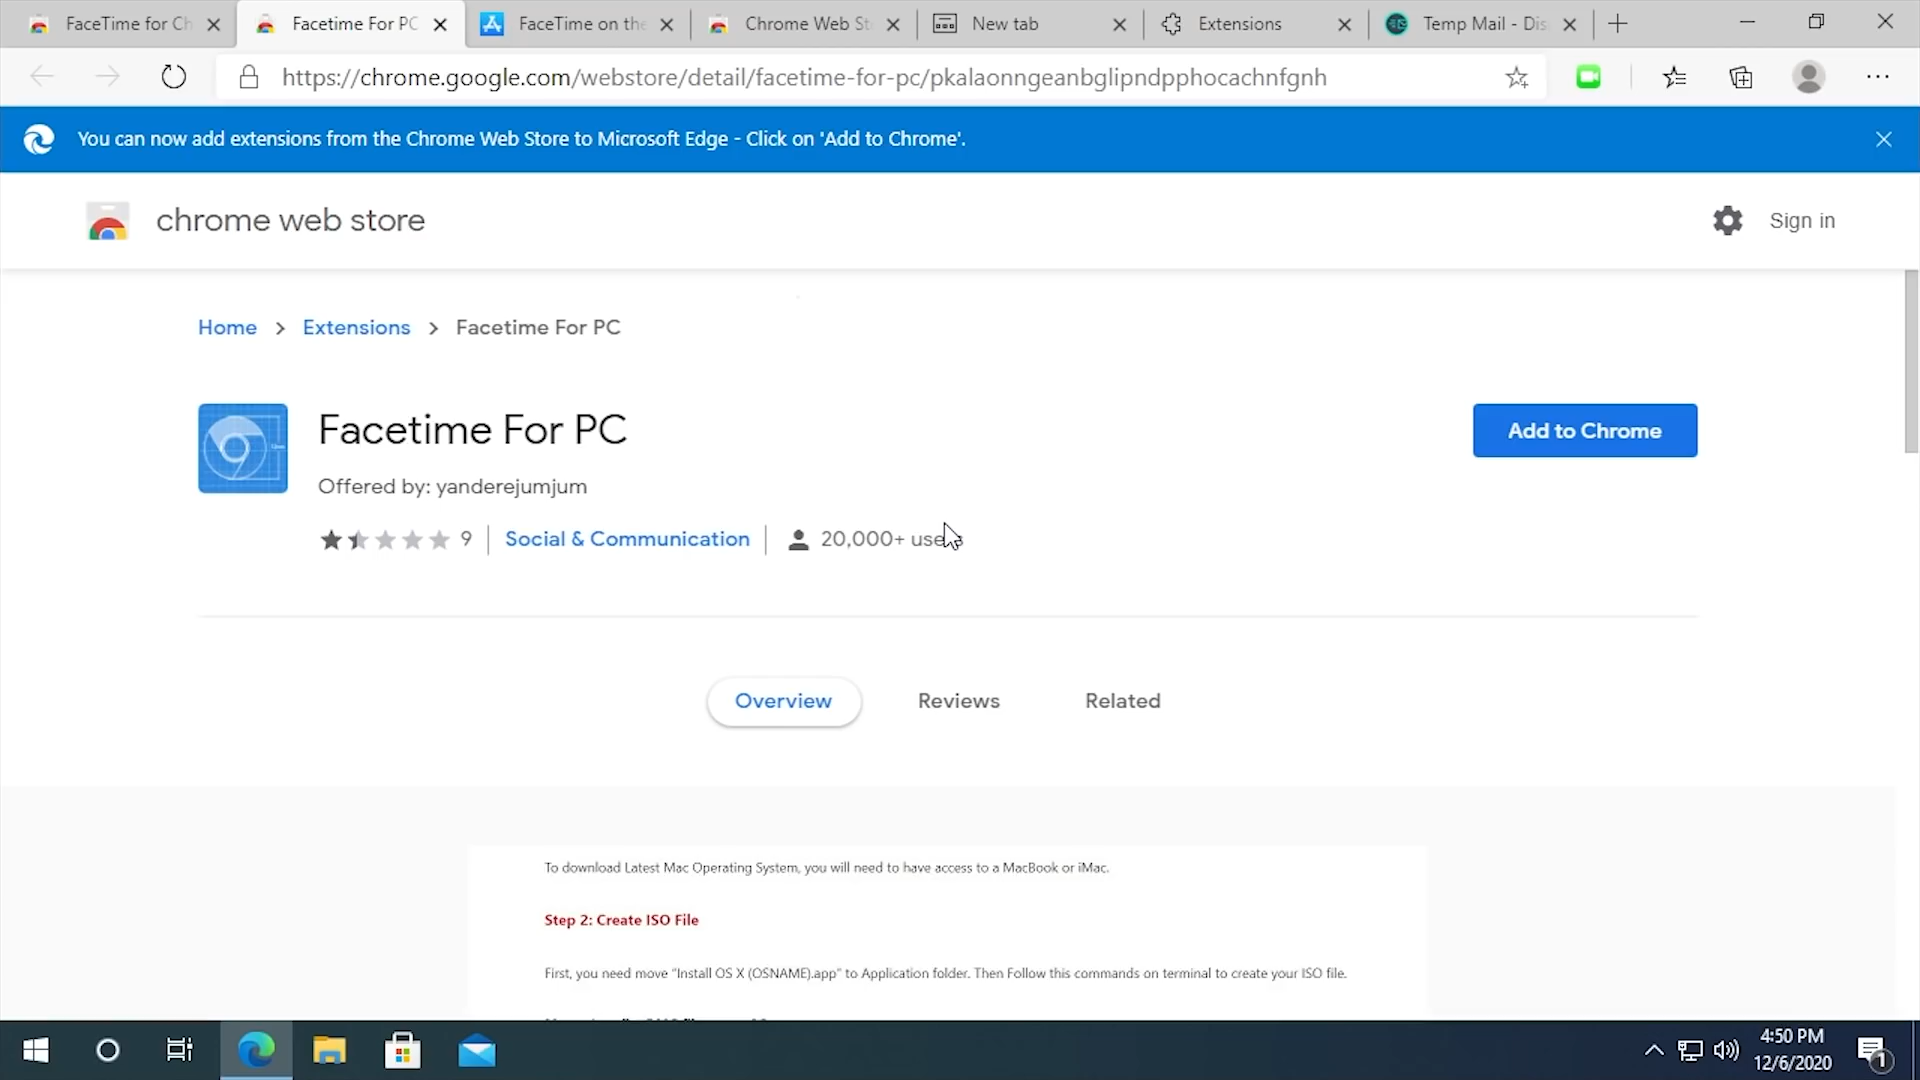 FaceTime for Ch
Facetime For PC
FaceTime on the
Chrome Web St
New tab
Extensions
Temp Mail - Dis
https://chrome.google.com/webstore/detail/facetime-for-pc/pkalaonngeanbglipndpphocachnfgnh
You can now add extensions from the Chrome Web Store to Microsoft Edge - Click on 'Add to Chrome'.
chrome web store
Sign in
Home
Extensions
Facetime For PC
Facetime For PC
Add to Chrome
Offered by: yanderejumjum
9
Social & Communication
20,000+ users
Overview
Reviews
Related
To download Latest Mac Operating System, you will need to have access to a MacBook or iMac.
Step 2: Create ISO File
First, you need move “Install OS X (OSNAME).app” to Application folder. Then Follow this commands on terminal to create your ISO file.
4:50 PM
12/6/2020
1